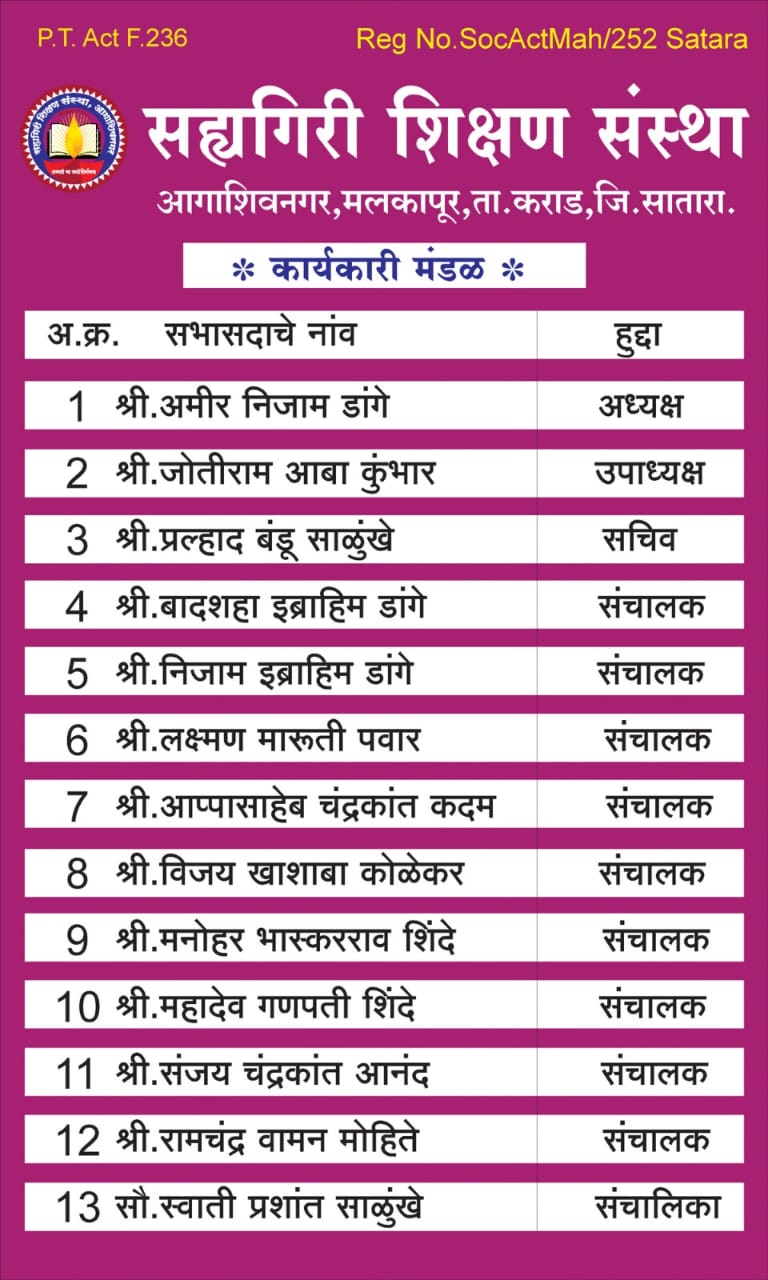 P.T. Act F.236 Reg No.SocActMah/252 Satara
सह्यगिरी शिक्षण संस्था, आगाशिवनगर
सह्यगिरी शिक्षण संस्था
आगाशिवनगर,मलकापूर,ता.कराड,जि.सातारा.
* कार्यकारी मंडळ *
अ.क्र. सभासदाचे नांव हुद्दा
1 श्री.अमीर निजाम डांगे अध्यक्ष
2 श्री.जोतीराम आबा कुंभार उपाध्यक्ष
3 श्री.प्रल्हाद बंडू साळुंखे सचिव
4 श्री.बादशहा इब्राहिम डांगे संचालक
5 श्री.निजाम इब्राहिम डांगे संचालक
6 श्री.लक्ष्मण मारूती पवार संचालक
7 श्री.आप्पासाहेब चंद्रकांत कदम संचालक
8 श्री.विजय खाशाबा कोळेकर संचालक
9 श्री.मनोहर भास्करराव शिंदे संचालक
10 श्री.महादेव गणपती शिंदे संचालक
11 श्री.संजय चंद्रकांत आनंद संचालक
12 श्री.रामचंद्र वामन मोहिते संचालक
13 सौ.स्वाती प्रशांत साळुंखे संचालिका